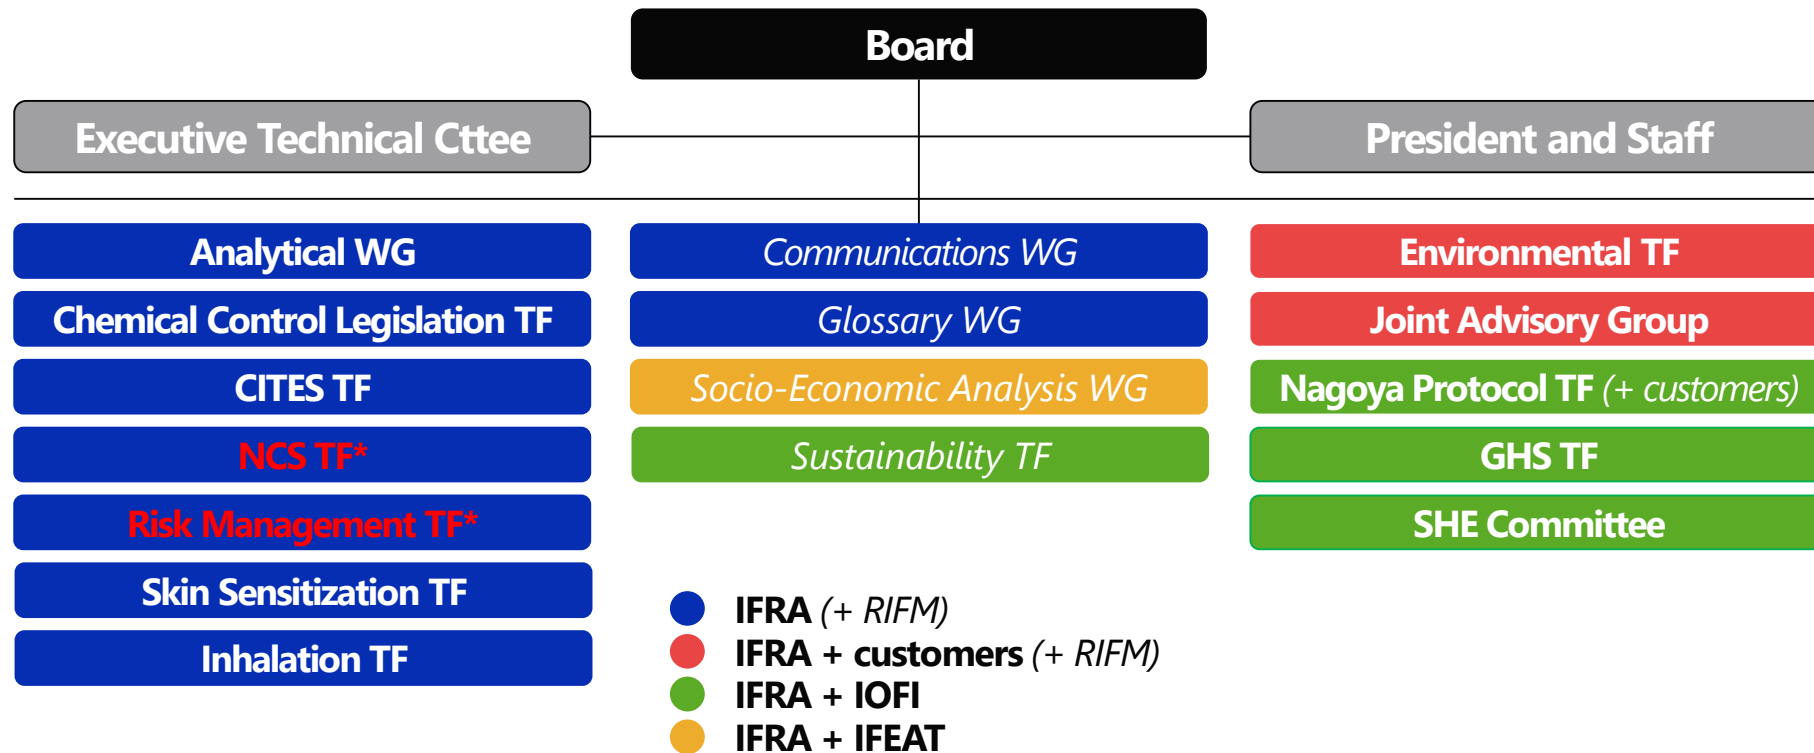 Board
Executive Technical Cttee
President and Staff
Analytical WG
Chemical Control Legislation TF
CITES TF
NCS TF*
Risk Management TF*
Skin Sensitization TF
Inhalation TF
Communications WG
Glossary WG
Socio-Economic Analysis WG
Sustainability TF
Environmental TF
Joint Advisory Group
Nagoya Protocol TF (+ customers)
GHS TF
SHE Committee
IFRA (+ RIFM)
IFRA + customers (+ RIFM)
IFRA + IOFI
IFRA + IFEAT